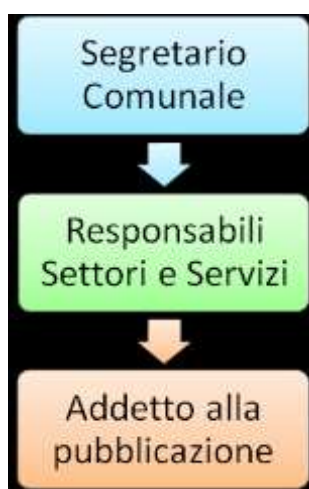 Segretario
Comunale
Responsabili
Settori e Servizi
Addetto alla
pubblicazione